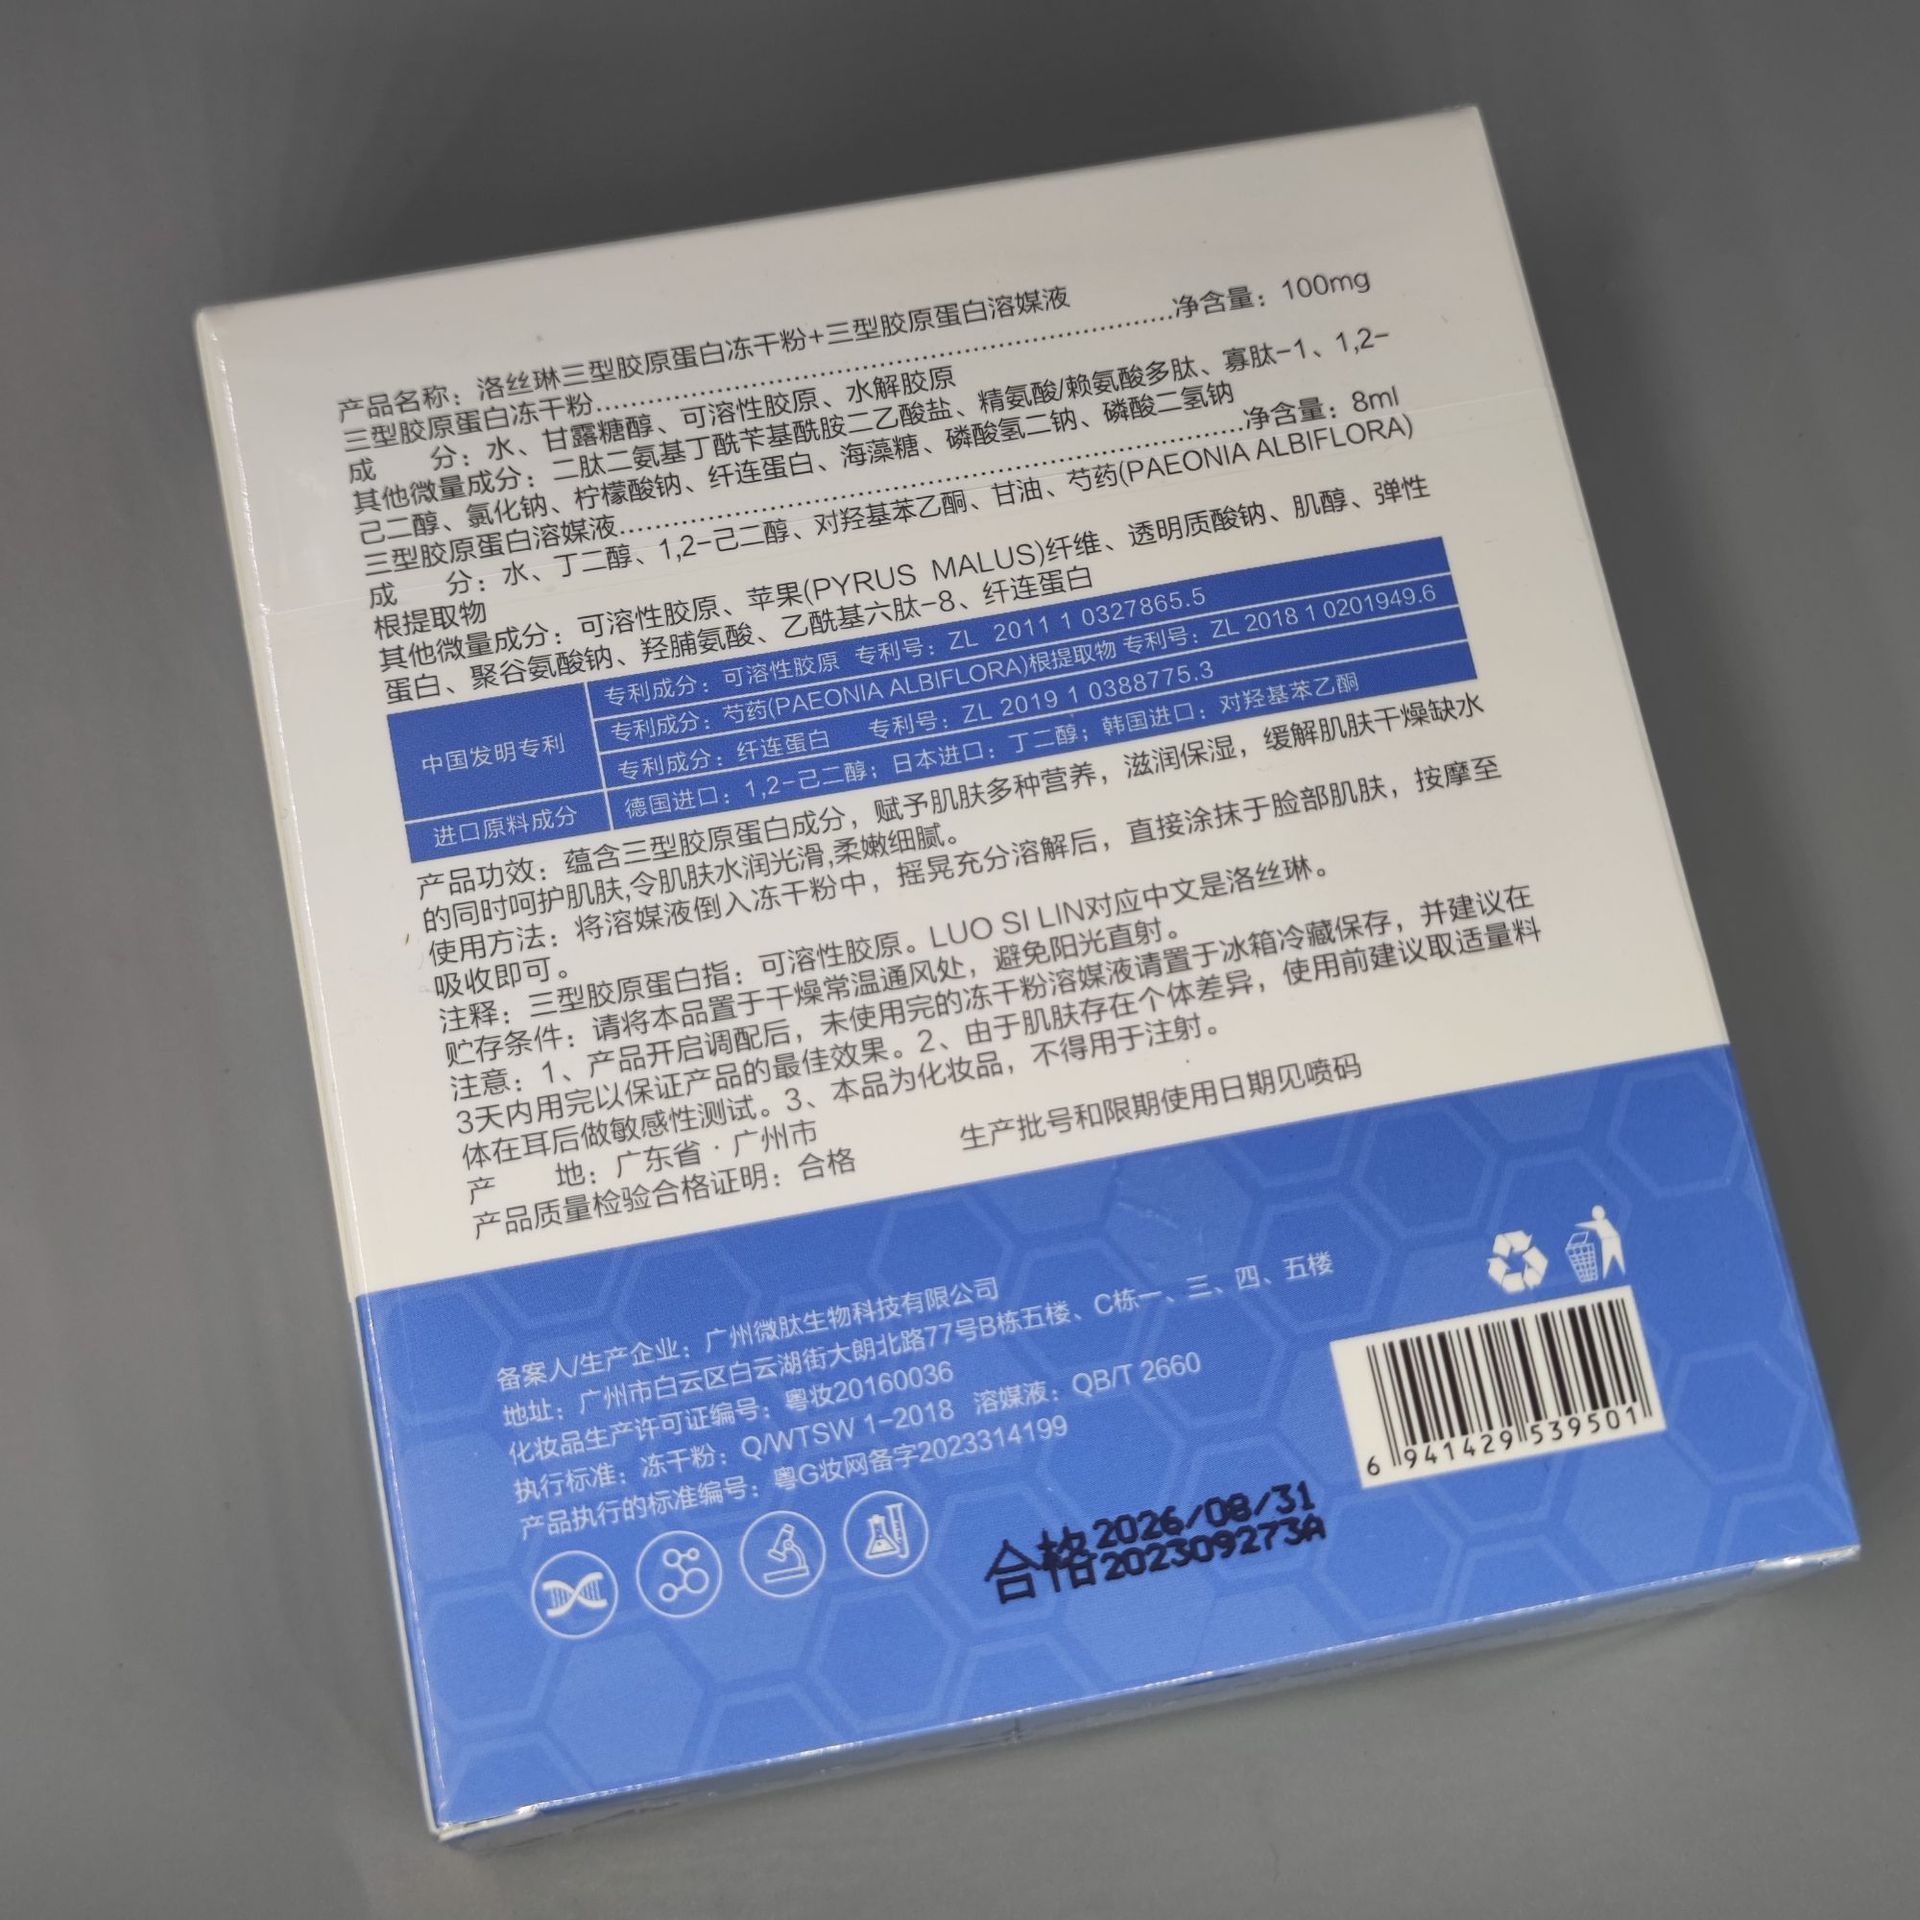 产品名称：洛丝琳三型胶原蛋白冻干粉+三型胶原蛋白溶媒液
三型胶原蛋白冻干粉……………………………………净含量：100mg
成　　分：水、甘露糖醇、可溶性胶原、水解胶原
其他微量成分：二肽二氨基丁酰苄基酰胺二乙酸盐、精氨酸/赖氨酸多肽、寡肽-1、1,2-
己二醇、氯化钠、柠檬酸钠、纤连蛋白、海藻糖、磷酸氢二钠、磷酸二氢钠
三型胶原蛋白溶媒液……………………………………净含量：8ml
成　　分：水、丁二醇、1,2-己二醇、对羟基苯乙酮、甘油、芍药(PAEONIA ALBIFLORA)
根提取物
其他微量成分：可溶性胶原、苹果(PYRUS MALUS)纤维、透明质酸钠、肌醇、弹性
蛋白、聚谷氨酸钠、羟脯氨酸、乙酰基六肽-8、纤连蛋白
中国发明专利
专利成分：可溶性胶原 专利号：ZL 2011 1 0327865.5
专利成分：芍药(PAEONIA ALBIFLORA)根提取物 专利号：ZL 2018 1 0201949.6
专利成分：纤连蛋白 专利号：ZL 2019 1 0388775.3
进口原料成分
德国进口：1,2-己二醇；日本进口：丁二醇；韩国进口：对羟基苯乙酮
产品功效：蕴含三型胶原蛋白成分，赋予肌肤多种营养，滋润保湿，缓解肌肤干燥缺水
的同时呵护肌肤,令肌肤水润光滑,柔嫩细腻。
使用方法：将溶媒液倒入冻干粉中，摇晃充分溶解后，直接涂抹于脸部肌肤，按摩至
吸收即可。
注释：三型胶原蛋白指：可溶性胶原。LUO SI LIN对应中文是洛丝琳。
贮存条件：请将本品置于干燥常温通风处，避免阳光直射。
注意：1、产品开启调配后，未使用完的冻干粉溶媒液请置于冰箱冷藏保存，并建议在
3天内用完以保证产品的最佳效果。2、由于肌肤存在个体差异，使用前建议取适量料
体在耳后做敏感性测试。3、本品为化妆品，不得用于注射。
产　　地：广东省·广州市
产品质量检验合格证明：合格
生产批号和限期使用日期见喷码
备案人/生产企业：广州微肽生物科技有限公司
地址：广州市白云区白云湖街大朗北路77号B栋五楼、C栋一、三、四、五楼
化妆品生产许可证编号：粤妆20160036
执行标准：冻干粉：Q/WTSW 1-2018 溶媒液：QB/T 2660
产品执行的标准编号：粤G妆网备字2023314199
6 941429 539501
合格 2026/08/31
202309273A